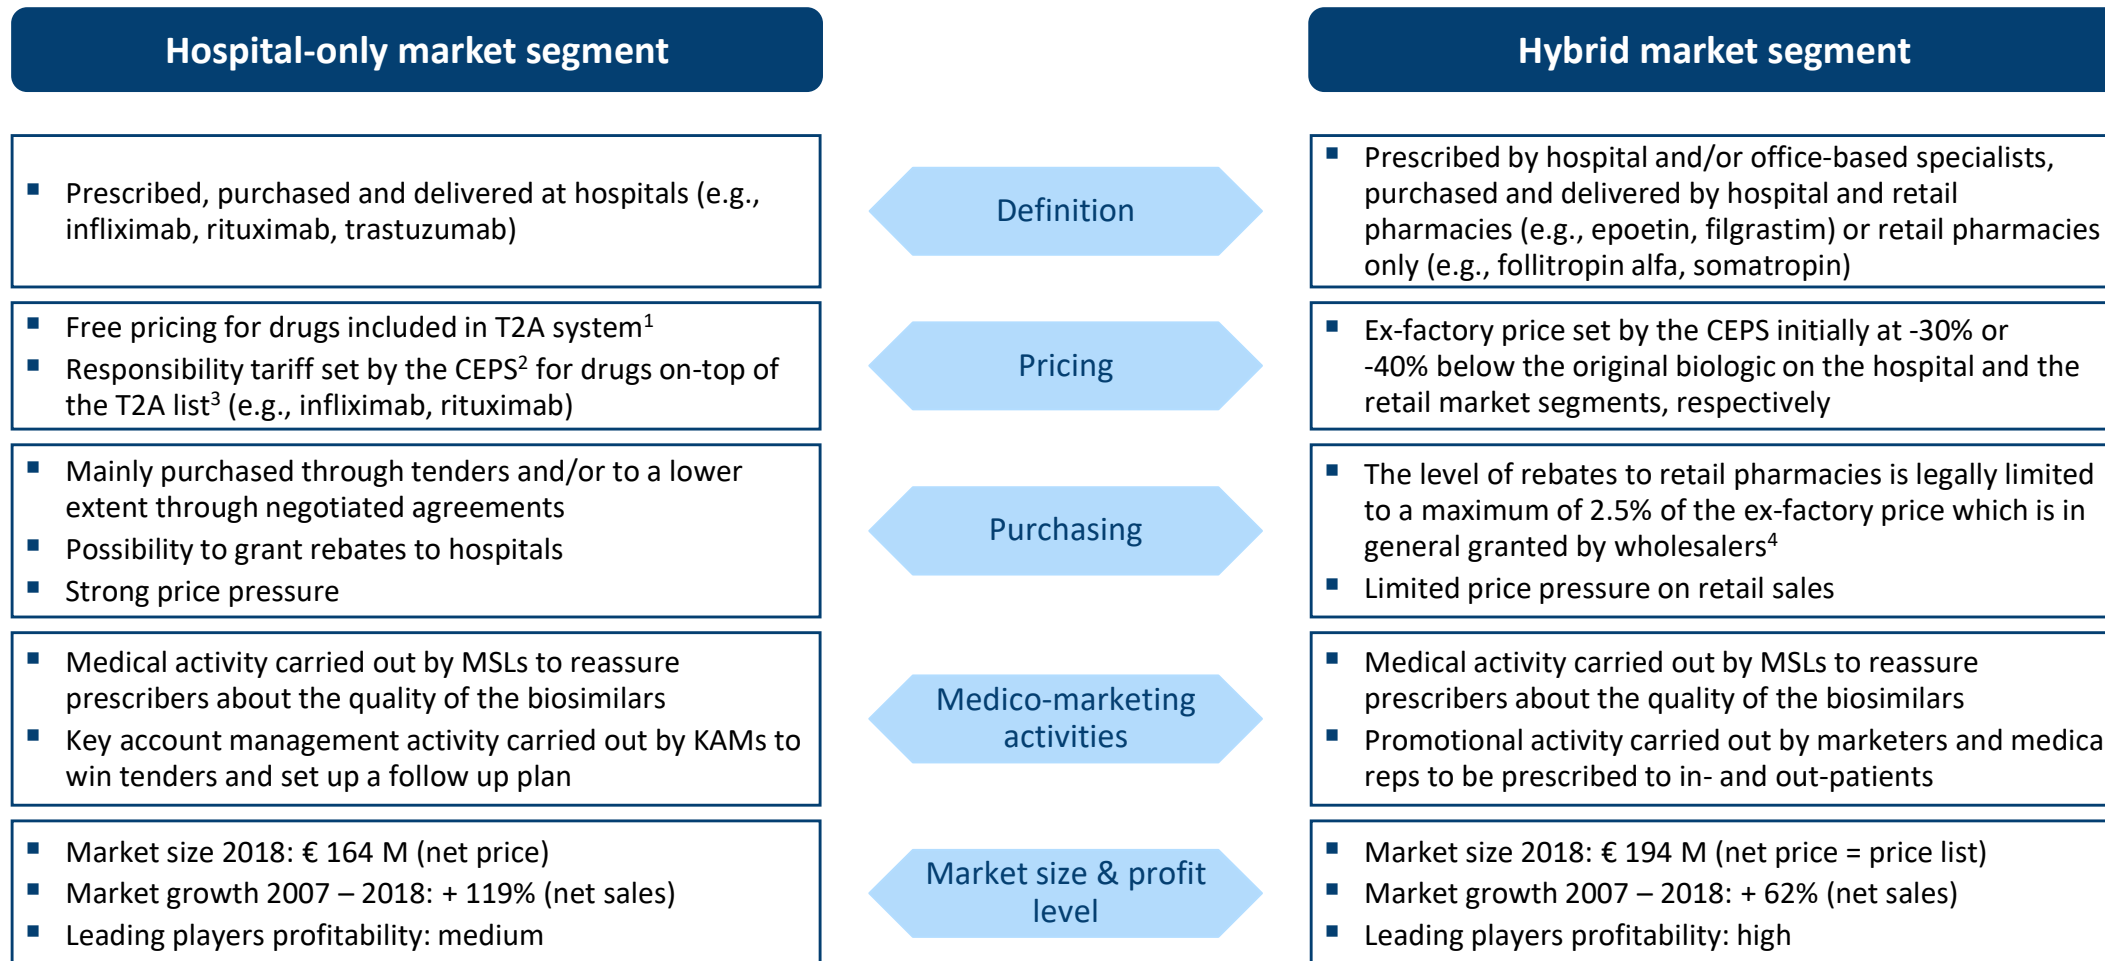 Hospital-only market segment
Hybrid market segment
▪ Prescribed, purchased and delivered at hospitals (e.g.,
infliximab, rituximab, trastuzumab)
Definition
▪ Prescribed by hospital and/or office-based specialists,
purchased and delivered by hospital and retail
pharmacies (e.g., epoetin, filgrastim) or retail pharmacies
only (e.g., follitropin alfa, somatropin)
▪ Free pricing for drugs included in T2A system¹
▪ Responsibility tariff set by the CEPS² for drugs on-top of
the T2A list³ (e.g., infliximab, rituximab)
Pricing
▪ Ex-factory price set by the CEPS initially at -30% or
-40% below the original biologic on the hospital and the
retail market segments, respectively
▪ Mainly purchased through tenders and/or to a lower
extent through negotiated agreements
▪ Possibility to grant rebates to hospitals
▪ Strong price pressure
Purchasing
▪ The level of rebates to retail pharmacies is legally limited
to a maximum of 2.5% of the ex-factory price which is in
general granted by wholesalers⁴
▪ Limited price pressure on retail sales
▪ Medical activity carried out by MSLs to reassure
prescribers about the quality of the biosimilars
▪ Key account management activity carried out by KAMs to
win tenders and set up a follow up plan
Medico-marketing
activities
▪ Medical activity carried out by MSLs to reassure
prescribers about the quality of the biosimilars
▪ Promotional activity carried out by marketers and medica
reps to be prescribed to in- and out-patients
▪ Market size 2018: € 164 M (net price)
▪ Market growth 2007 – 2018: + 119% (net sales)
▪ Leading players profitability: medium
Market size & profit
level
▪ Market size 2018: € 194 M (net price = price list)
▪ Market growth 2007 – 2018: + 62% (net sales)
▪ Leading players profitability: high